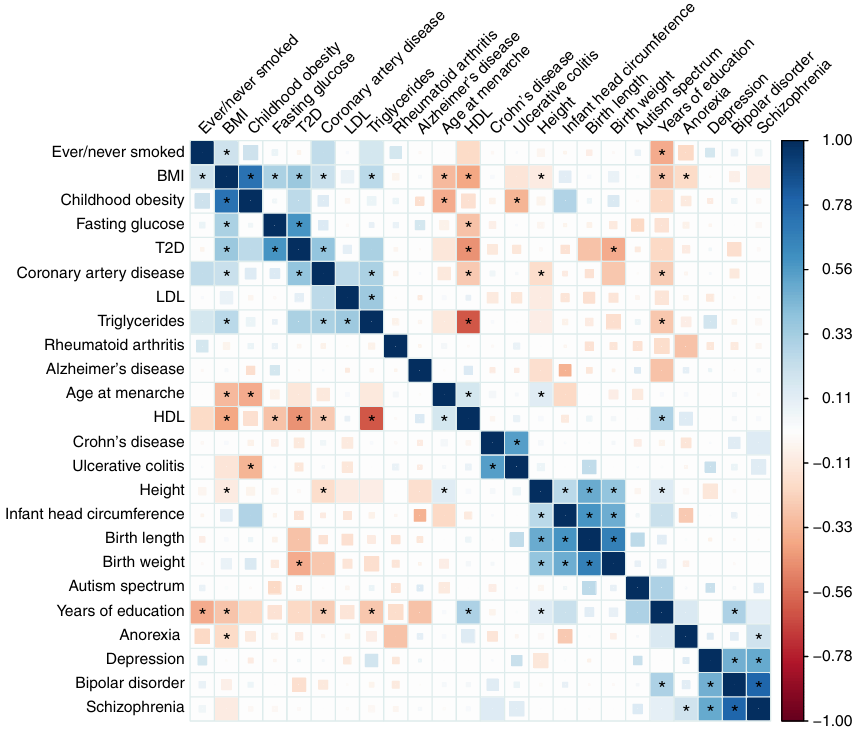 Ever/never smoked
BMI
Childhood obesity
Fasting glucose
T2D
Coronary artery disease
LDL
Triglycerides
Rheumatoid arthritis
Alzheimer's disease
Age at menarche
HDL
Crohn's disease
Ulcerative colitis
Height
Infant head circumference
Birth length
Birth weight
Autism spectrum
Years of education
Anorexia
Depression
Bipolar disorder
Schizophrenia
Ever/never smoked
BMI
Childhood obesity
Fasting glucose
T2D
Coronary artery disease
LDL
Triglycerides
Rheumatoid arthritis
Alzheimer's disease
Age at menarche
HDL
Crohn's disease
Ulcerative colitis
Height
Infant head circumference
Birth length
Birth weight
Autism spectrum
Years of education
Anorexia
Depression
Bipolar disorder
Schizophrenia
1.00
0.78
0.56
0.33
0.11
−0.11
−0.33
−0.56
−0.78
−1.00